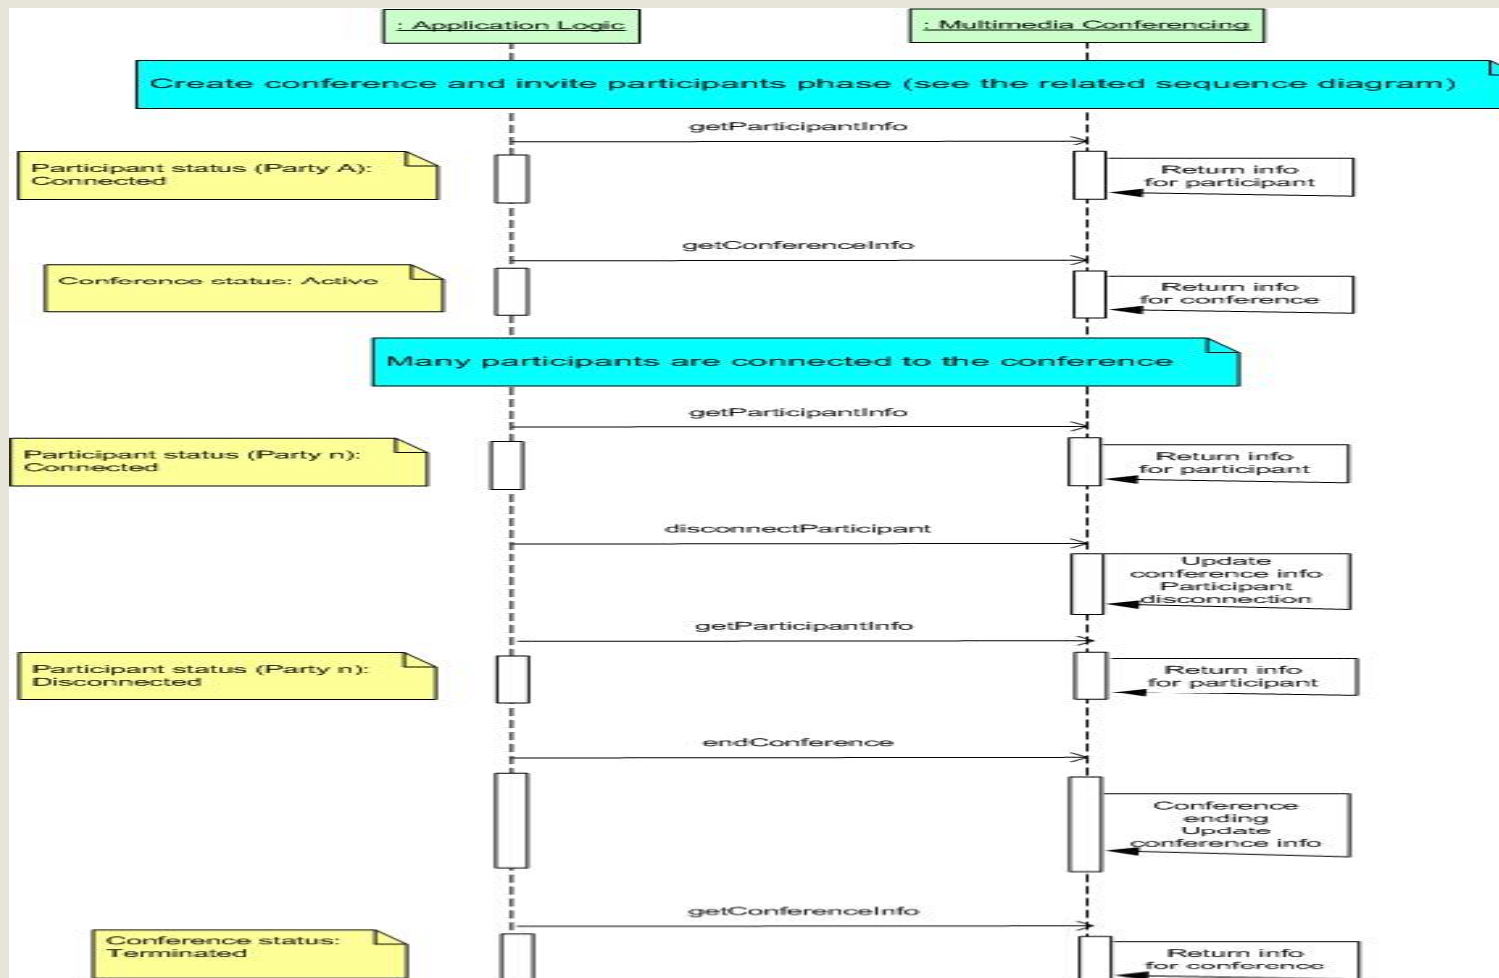 : Application Logic
: Multimedia Conferencing
Create conference and invite participants phase (see the related sequence diagram)
getParticipantInfo
Participant status (Party A):
Connected
Return info
for participant
getConferenceInfo
Conference status: Active
Return info
for conference
Many participants are connected to the conference
getParticipantInfo
Participant status (Party n):
Connected
Return info
for participant
disconnectParticipant
Update
conference info
Participant
disconnection
getParticipantInfo
Participant status (Party n):
Disconnected
Return info
for participant
endConference
Conference
ending
Update
conference info
getConferenceInfo
Conference status:
Terminated
Return info
for conference